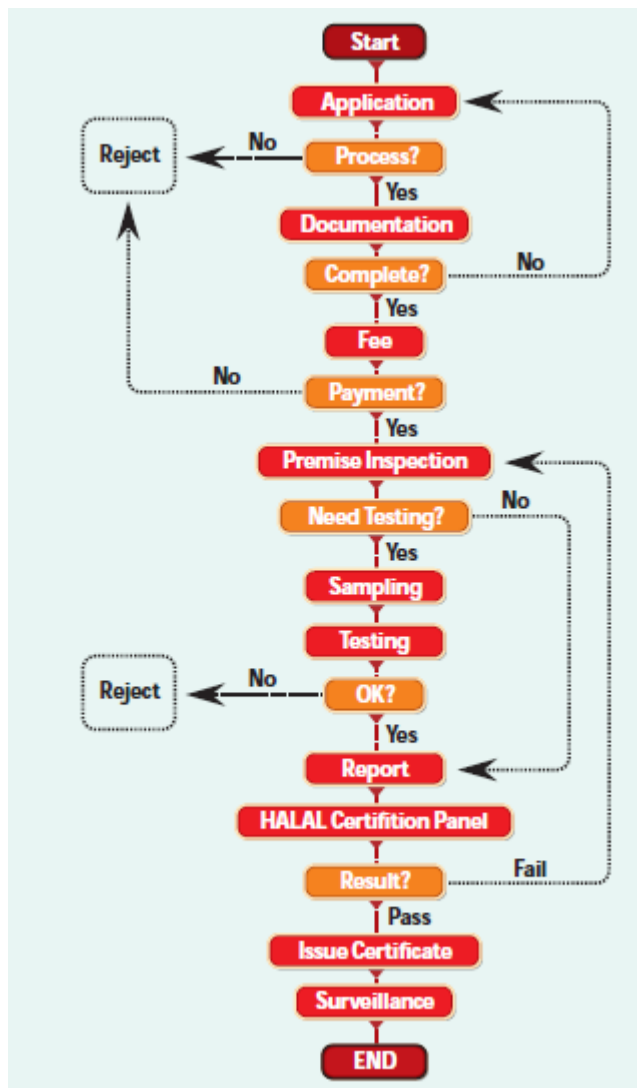 Start
Application
No
Reject
Process?
Yes
Documentation
Complete?
No
Yes
Fee
No
Payment?
Yes
Premise Inspection
Need Testing?
No
Yes
Sampling
Testing
No
Reject
OK?
Yes
Report
HALAL Certifition Panel
Result?
Fail
Pass
Issue Certificate
Surveillance
END